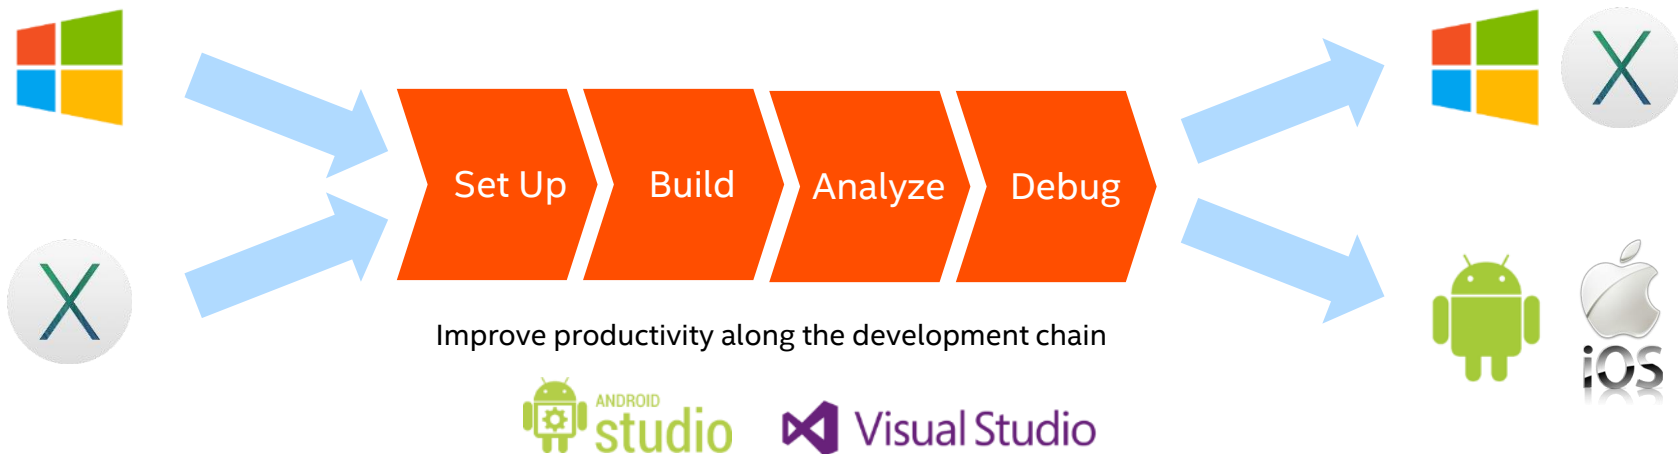 Set Up
Build
Analyze
Debug
Improve productivity along the development chain
ANDROID
studio
Visual Studio
X
X
iOS